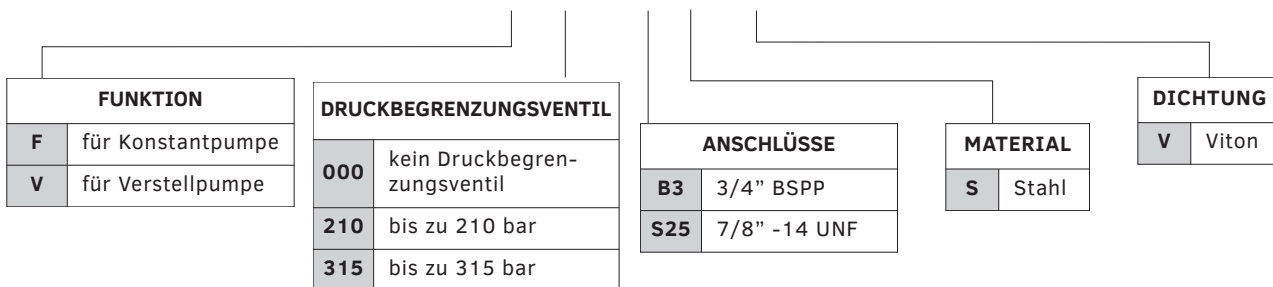 FUNKTION
F für Konstantpumpe
V für Verstellpumpe
DRUCKBEGRENZUNGSVENTIL
000 kein Druckbegren-
zungsventil
210 bis zu 210 bar
315 bis zu 315 bar
ANSCHLÜSSE
B3 3/4” BSPP
S25 7/8” -14 UNF
MATERIAL
S Stahl
DICHTUNG
V Viton